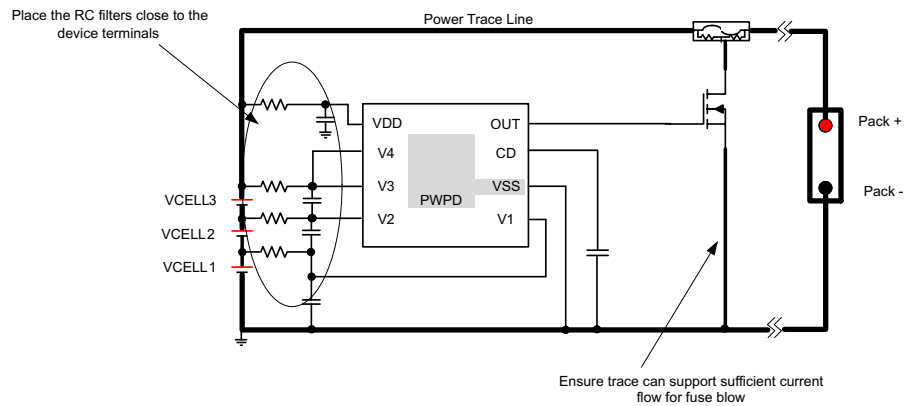 Place the RC filters close to the
device terminals
Power Trace Line
VDD
OUT
V4
CD
V3
VSS
PWPD
V2
V1
VCELL3
VCELL2
VCELL1
Pack +
Pack -
Ensure trace can support sufficient current
flow for fuse blow